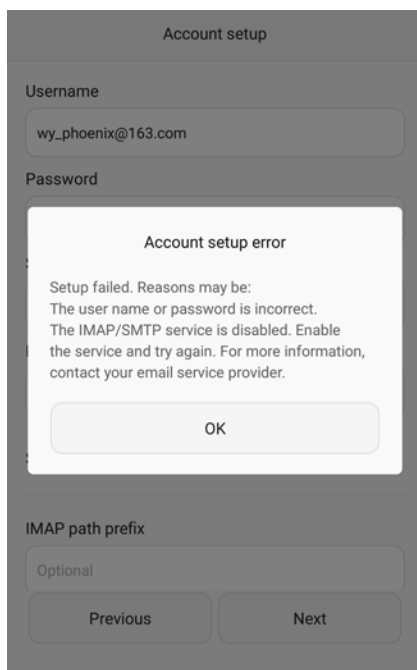 Account setup
Username
wy_phoenix@163.com
Password
Account setup error
Setup failed. Reasons may be:
The user name or password is incorrect.
The IMAP/SMTP service is disabled. Enable
the service and try again. For more information,
contact your email service provider.
OK
IMAP path prefix
Optional
Previous
Next